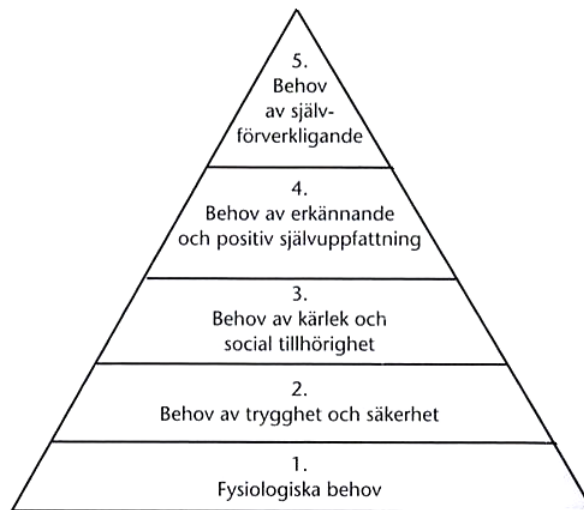 5.
Behov
av själv-
förverkligande
4.
Behov av erkännande
och positiv självuppfattning
3.
Behov av kärlek och
social tillhörighet
2.
Behov av trygghet och säkerhet
1.
Fysiologiska behov